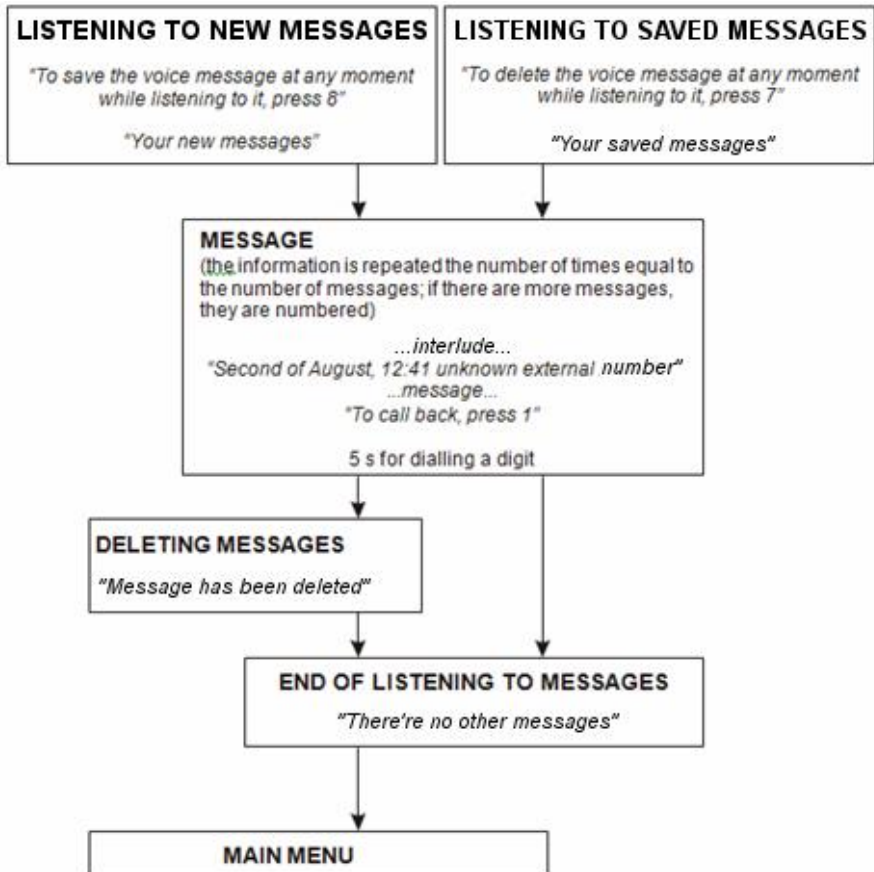 LISTENING TO NEW MESSAGES
"To save the voice message at any moment
while listening to it, press 8"
"Your new messages"
LISTENING TO SAVED MESSAGES
"To delete the voice message at any moment
while listening to it, press 7"
"Your saved messages"
MESSAGE
(the information is repeated the number of times equal to
the number of messages; if there are more messages,
they are numbered)
...interlude...
"Second of August, 12:41 unknown external number"
...message...
"To call back, press 1"
5 s for dialling a digit
DELETING MESSAGES
"Message has been deleted"
END OF LISTENING TO MESSAGES
"There're no other messages"
MAIN MENU